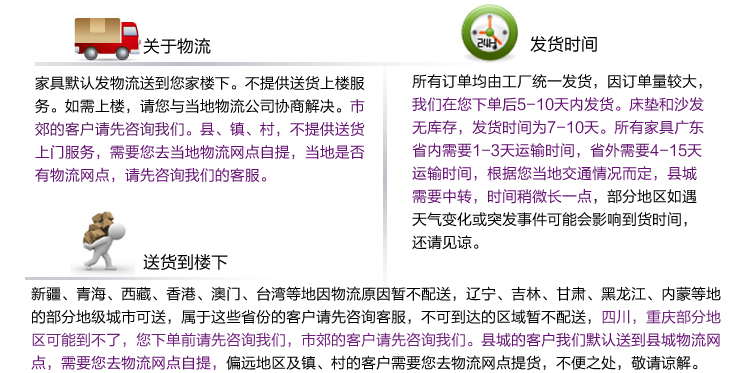 关于物流
家具默认发物流送到您家楼下。不提供送货上楼服
务。如需上楼，请您与当地物流公司协商解决。市
郊的客户请先咨询我们。县、镇、村，不提供送货
上门服务，需要您去当地物流网点自提，当地是否
有物流网点，请先咨询我们的客服。
24H
发货时间
所有订单均由工厂统一发货，因订单量较大，
我们在您下单后5-10天内发货。床垫和沙发
无库存，发货时间为7-10天。所有家具广东
省内需要1-3天运输时间，省外需要4-15天
运输时间，根据您当地交通情况而定，县城
需要中转，时间稍微长一点，部分地区如遇
天气变化或突发事件可能会影响到货时间，
还请见谅。
送货到楼下
新疆、青海、西藏、香港、澳门、台湾等地因物流原因暂不配送，辽宁、吉林、甘肃、黑龙江、内蒙等地
的部分地级城市可送，属于这些省份的客户请先咨询客服，不可到达的区域暂不配送，四川，重庆部分地
区可能到不了，您下单前请先咨询我们，市郊的客户请先咨询我们。县城的客户我们默认送到县城物流网
点，需要您去物流网点自提，偏远地区及镇、村的客户需要您去物流网点提货，不便之处，敬请谅解。